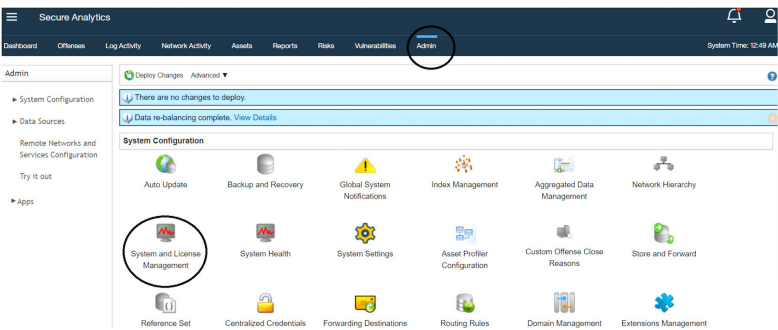 Secure Analytics
Dashboard Offenses Log Activity Network Activity Assets Reports Risks Vulnerabilities Admin System Time: 12:49 AM
Admin
Deploy Changes Advanced ▼
There are no changes to deploy.
Data re-balancing complete. View Details
System Configuration
Data Sources
Remote Networks and
Services Configuration
Try it out
Apps
System Configuration
Auto Update
Backup and Recovery
Global System
Notifications
Index Management
Aggregated Data
Management
Network Hierarchy
System and License
Management
System Health
System Settings
Asset Profiler
Configuration
Custom Offense Close
Reasons
Store and Forward
Reference Set
Centralized Credentials
Forwarding Destinations
Routing Rules
Domain Management
Extensions Management